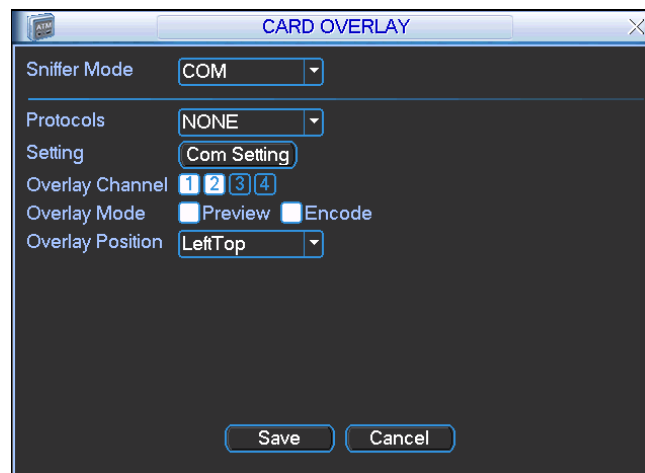 ATM
CARD OVERLAY
Sniffer Mode COM
Protocols NONE
Setting Com Setting
Overlay Channel 1 2 3 4
Overlay Mode Preview Encode
Overlay Position LeftTop
Save Cancel